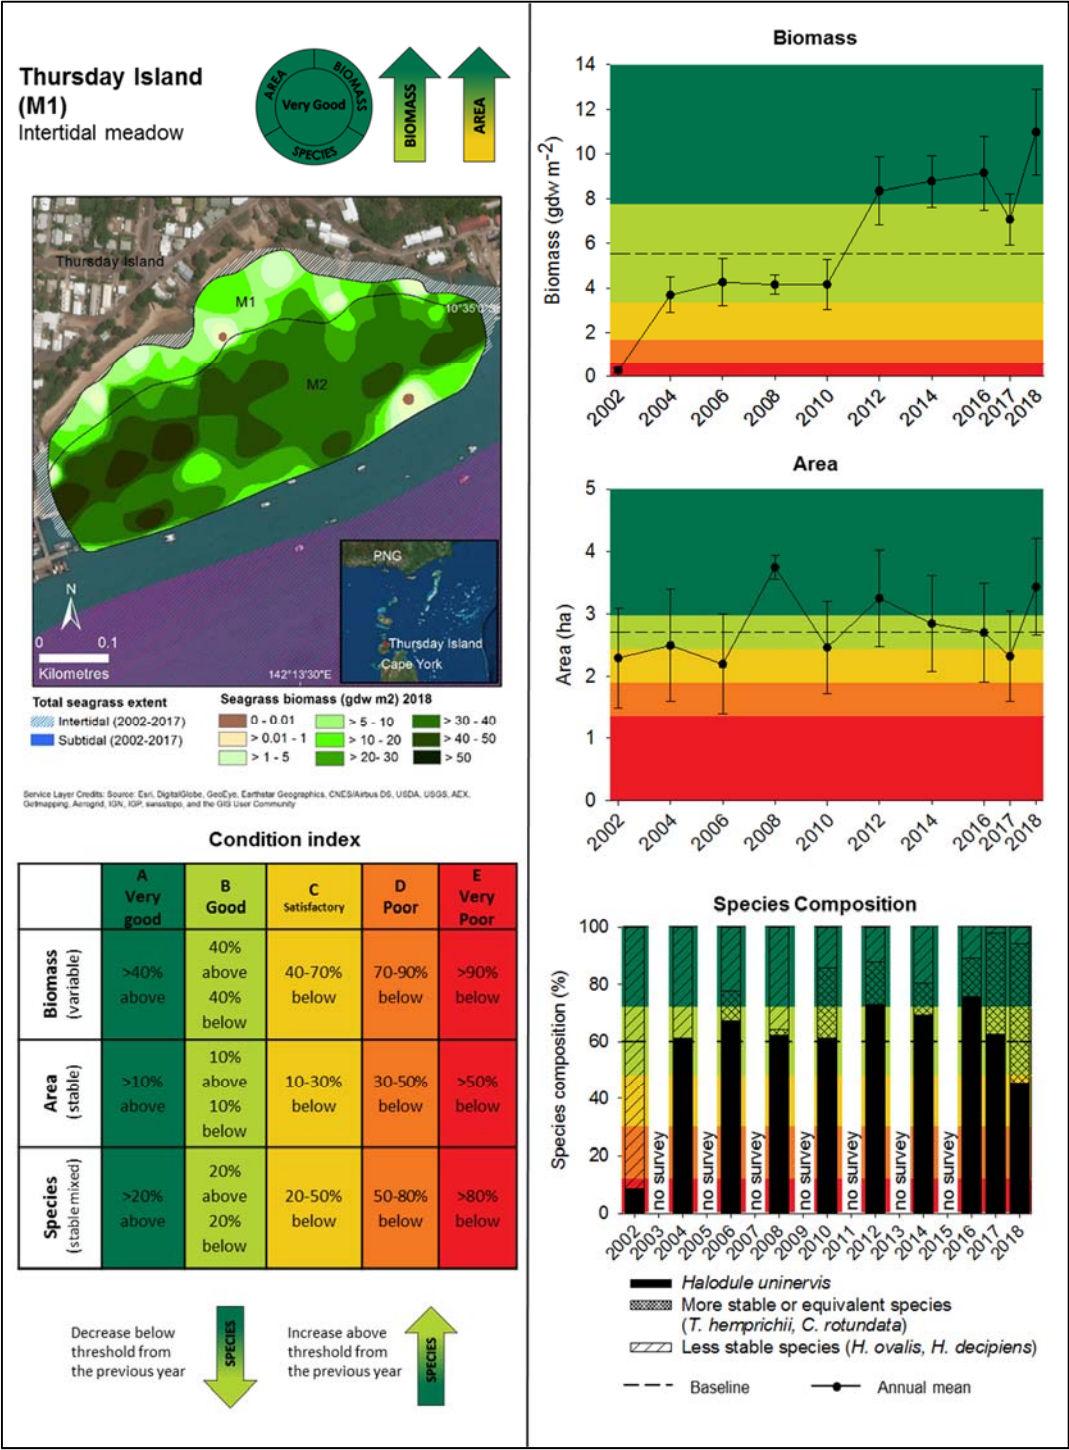 Thursday Island
(M1)
Intertidal meadow
AREA
BIOMASS
SPECIES
Very Good
BIOMASS
AREA
Thursday Island
M1
M2
10°35'0"S
N
0 0.1
Kilometres
142°13'30"E
PNG
Thursday Island
Cape York
Total seagrass extent
Intertidal (2002-2017)
Subtidal (2002-2017)
Seagrass biomass (gdw m2) 2018
0 - 0.01
> 0.01 - 1
> 1 - 5
> 5 - 10
> 10 - 20
> 20- 30
> 30 - 40
> 40 - 50
> 50
Service Layer Credits: Source: Esri, DigitalGlobe, GeoEye, Earthstar Geographics, CNES/Airbus DS, USDA, USGS, AEX,
Getmapping, Aerogrid, IGN, IGP, swisstopo, and the GIS User Community
Condition index
A Very good
B Good
C Satisfactory
D Poor
E Very Poor
Biomass (variable)
>40% above
40% above 40% below
40-70% below
70-90% below
>90% below
Area (stable)
>10% above
10% above 10% below
10-30% below
30-50% below
>50% below
Species (stable mixed)
>20% above
20% above 20% below
20-50% below
50-80% below
>80% below
Decrease below
threshold from
the previous year
SPECIES
Increase above
threshold from
the previous year
SPECIES
Biomass
Biomass (gdw m-2)
14
12
10
8
6
4
2
0
2002 2004 2006 2008 2010 2012 2014 2016 2017 2018
Area
Area (ha)
5
4
3
2
1
0
2002 2004 2006 2008 2010 2012 2014 2016 2017 2018
Species Composition
Species composition (%)
100
80
60
40
20
0
no survey no survey no survey no survey no survey no survey no survey
2002 2003 2004 2005 2006 2007 2008 2009 2010 2011 2012 2013 2014 2015 2016 2017 2018
Halodule uninervis
More stable or equivalent species
(T. hemprichii, C. rotundata)
Less stable species (H. ovalis, H. decipiens)
Baseline
Annual mean